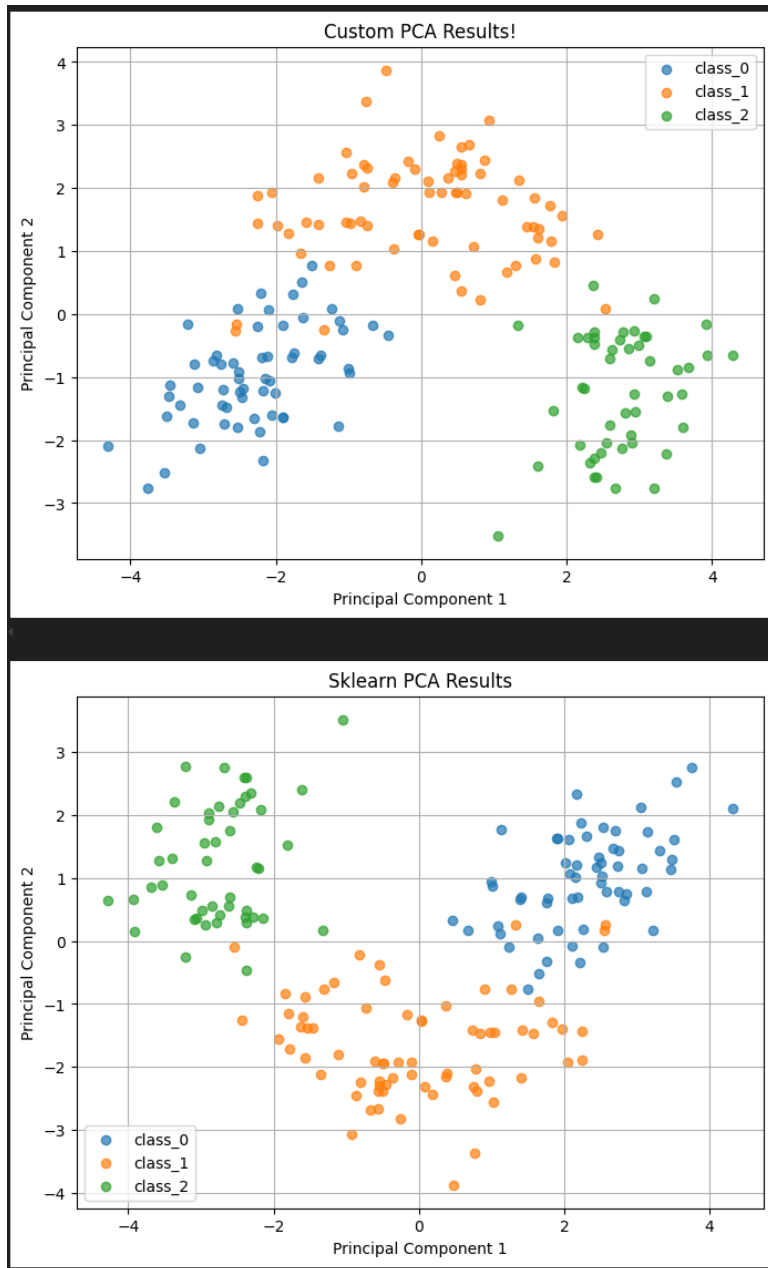 Custom PCA Results!
class_0
class_1
class_2
4
3
2
1
0
−1
−2
−3
Principal Component 2
−4
−2
0
2
4
Principal Component 1
Sklearn PCA Results
3
2
1
0
−1
−2
−3
−4
Principal Component 2
class_0
class_1
class_2
−4
−2
0
2
4
Principal Component 1